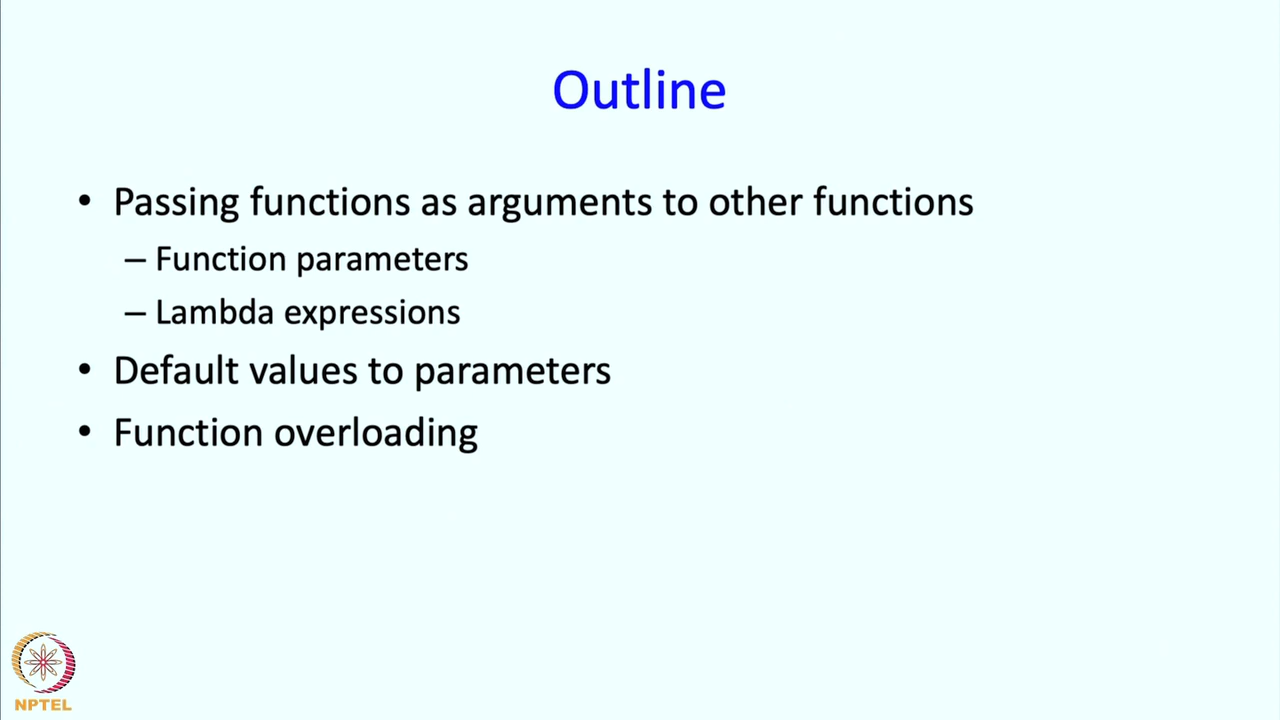 Outline
• Passing functions as arguments to other functions
– Function parameters
– Lambda expressions
• Default values to parameters
• Function overloading
NPTEL